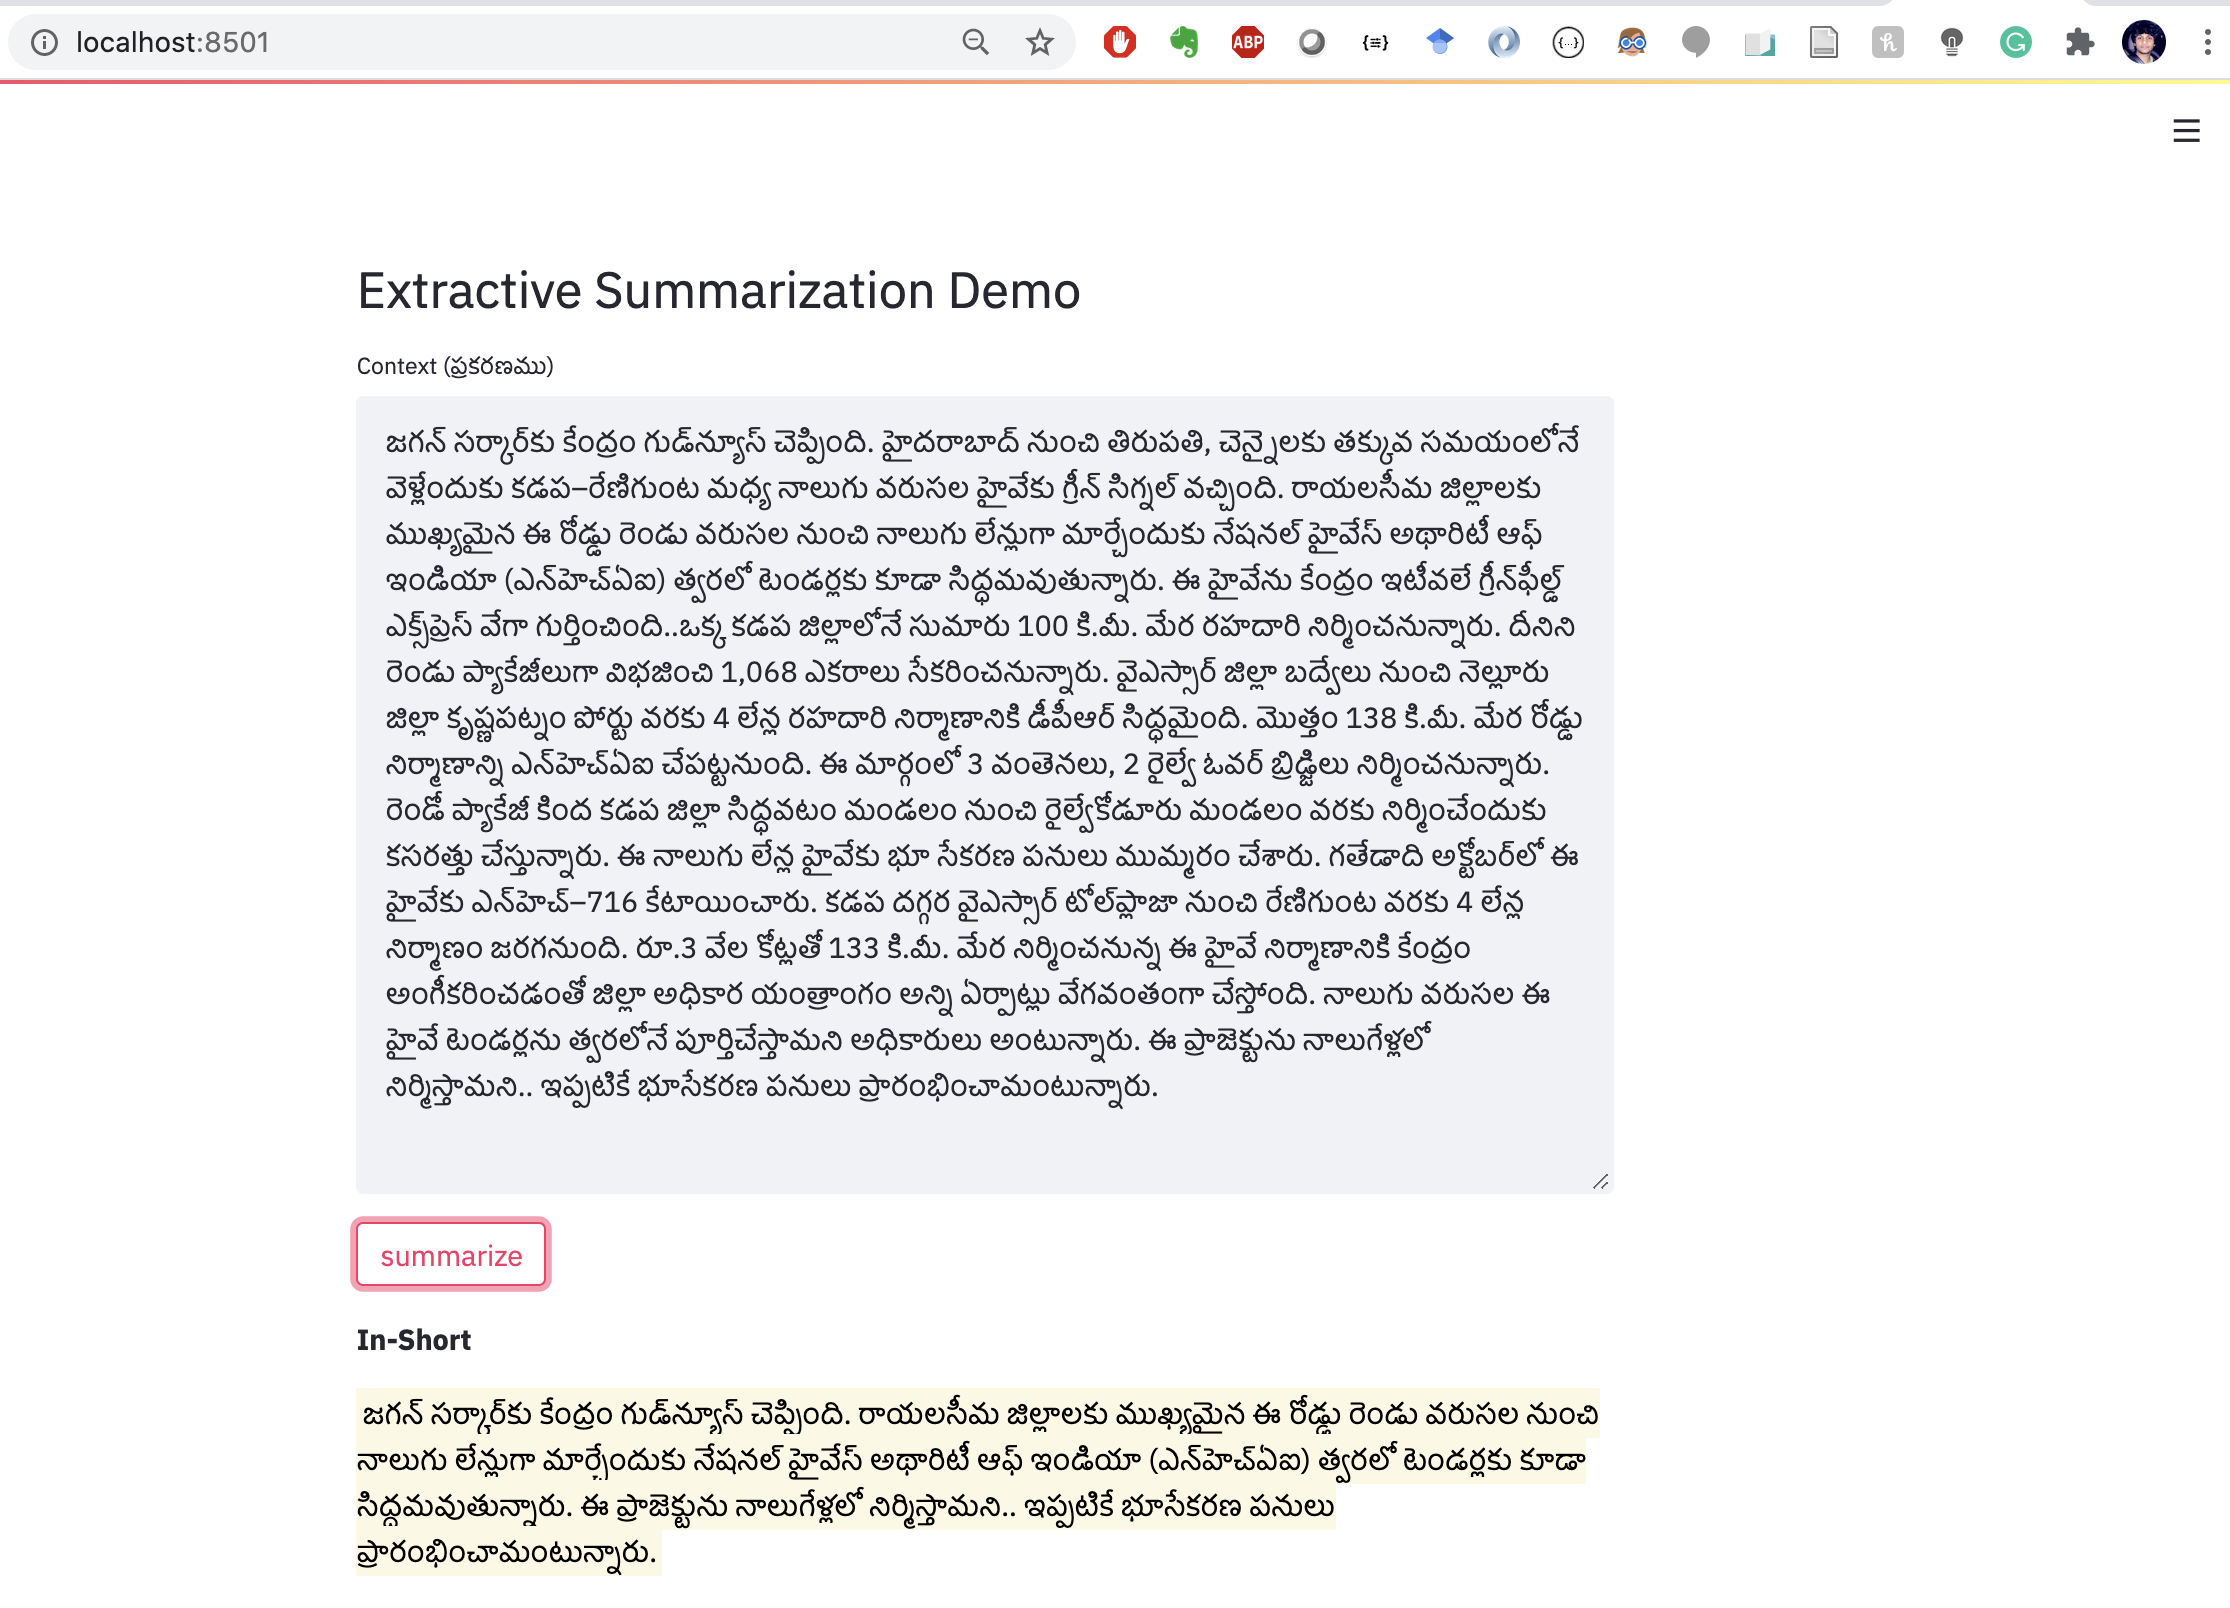 localhost:8501
ABP
Extractive Summarization Demo
Context (ప్రకరణము)
జగన్ సర్కార్‌కు కేంద్రం గుడ్‌న్యూస్ చెప్పింది. హైదరాబాద్ నుంచి తిరుపతి, చెన్నైలకు తక్కువ సమయంలోనే
వెళ్లేందుకు కడప–రేణిగుంట మధ్య నాలుగు వరుసల హైవేకు గ్రీన్ సిగ్నల్ వచ్చింది. రాయలసీమ జిల్లాలకు
ముఖ్యమైన ఈ రోడ్డు రెండు వరుసల నుంచి నాలుగు లేన్లుగా మార్చేందుకు నేషనల్ హైవేస్ అథారిటీ ఆఫ్
ఇండియా (ఎన్‌హెచ్‌ఏఐ) త్వరలో టెండర్లకు కూడా సిద్ధమవుతున్నారు. ఈ హైవేను కేంద్రం ఇటీవలే గ్రీన్‌ఫీల్డ్
ఎక్స్‌ప్రెస్ వేగా గుర్తించింది..ఒక్క కడప జిల్లాలోనే సుమారు 100 కి.మీ. మేర రహదారి నిర్మించనున్నారు. దీనిని
రెండు ప్యాకేజీలుగా విభజించి 1,068 ఎకరాలు సేకరించనున్నారు. వైఎస్సార్ జిల్లా బద్వేలు నుంచి నెల్లూరు
జిల్లా కృష్ణపట్నం పోర్టు వరకు 4 లేన్ల రహదారి నిర్మాణానికి డీపీఆర్ సిద్ధమైంది. మొత్తం 138 కి.మీ. మేర రోడ్డు
నిర్మాణాన్ని ఎన్‌హెచ్‌ఏఐ చేపట్టనుంది. ఈ మార్గంలో 3 వంతెనలు, 2 రైల్వే ఓవర్ బ్రిడ్జిలు నిర్మించనున్నారు.
రెండో ప్యాకేజీ కింద కడప జిల్లా సిద్ధవటం మండలం నుంచి రైల్వేకోడూరు మండలం వరకు నిర్మించేందుకు
కసరత్తు చేస్తున్నారు. ఈ నాలుగు లేన్ల హైవేకు భూ సేకరణ పనులు ముమ్మరం చేశారు. గతేడాది అక్టోబర్‌లో ఈ
హైవేకు ఎన్‌హెచ్–716 కేటాయించారు. కడప దగ్గర వైఎస్సార్ టోల్‌ప్లాజా నుంచి రేణిగుంట వరకు 4 లేన్ల
నిర్మాణం జరగనుంది. రూ.3 వేల కోట్లతో 133 కి.మీ. మేర నిర్మించనున్న ఈ హైవే నిర్మాణానికి కేంద్రం
అంగీకరించడంతో జిల్లా అధికార యంత్రాంగం అన్ని ఏర్పాట్లు వేగవంతంగా చేస్తోంది. నాలుగు వరుసల ఈ
హైవే టెండర్లను త్వరలోనే పూర్తిచేస్తామని అధికారులు అంటున్నారు. ఈ ప్రాజెక్టును నాలుగేళ్లలో
నిర్మిస్తామని.. ఇప్పటికే భూసేకరణ పనులు ప్రారంభించామంటున్నారు.
summarize
In-Short
జగన్ సర్కార్‌కు కేంద్రం గుడ్‌న్యూస్ చెప్పింది. రాయలసీమ జిల్లాలకు ముఖ్యమైన ఈ రోడ్డు రెండు వరుసల నుంచి
నాలుగు లేన్లుగా మార్చేందుకు నేషనల్ హైవేస్ అథారిటీ ఆఫ్ ఇండియా (ఎన్‌హెచ్‌ఏఐ) త్వరలో టెండర్లకు కూడా
సిద్ధమవుతున్నారు. ఈ ప్రాజెక్టును నాలుగేళ్లలో నిర్మిస్తామని.. ఇప్పటికే భూసేకరణ పనులు
ప్రారంభించామంటున్నారు.